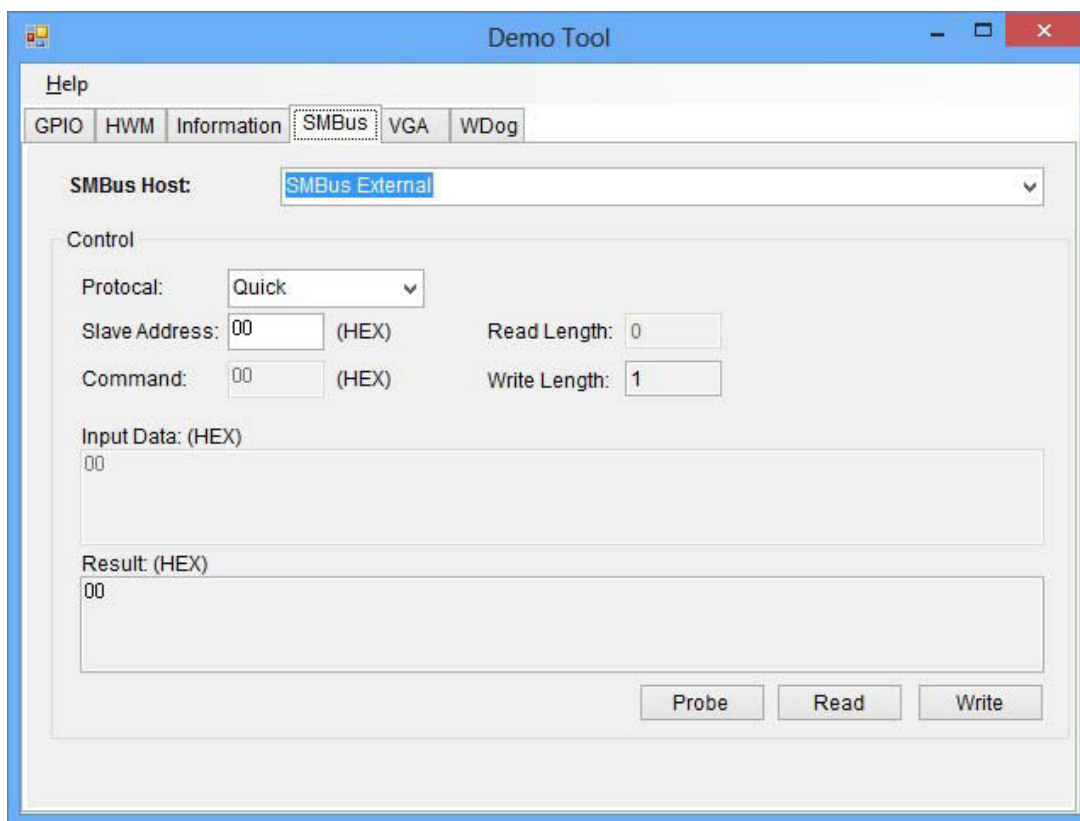 Demo Tool
Help
GPIO HWM Information SMBus VGA WDog
SMBus Host: SMBus External
Control
Protocal: Quick
Slave Address: 00 (HEX) Read Length: 0
Command: 00 (HEX) Write Length: 1
Input Data: (HEX)
00
Result: (HEX)
00
Probe Read Write